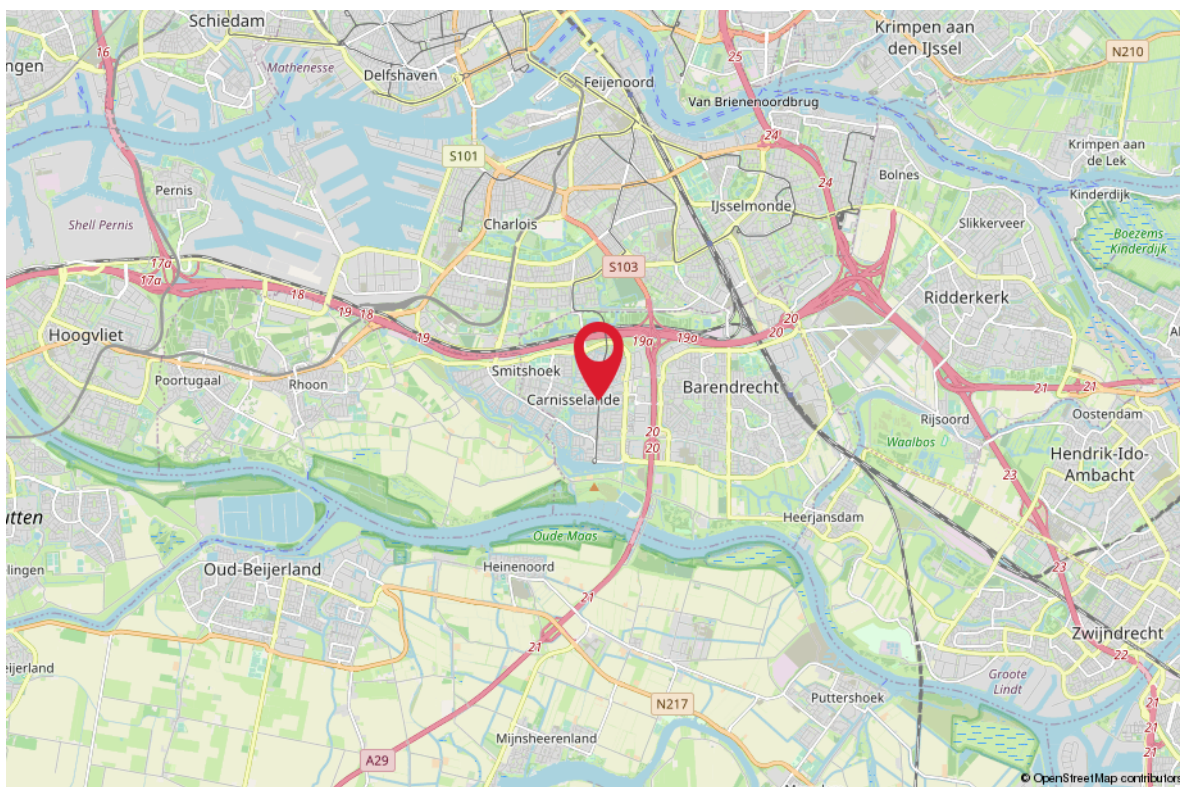 Schiedam
Krimpen aan
den IJssel
16
25
N210
ngen
Mathenesse
Delfshaven
Feijenoord
Van Brienenoordbrug
24
S101
Krimpen aan
de Lek
Pernis
24
Bolnes
Kinderdijk
IJsselmonde
Shell Pernis
Charlois
Slikkerveer
Boezems
Kinderdijk
17a
S103
17a
18
Ridderkerk
19
18
20
Hoogvliet
19
19a
19a
20
Smitshoek
Poortugaal
Rhoon
Barendrecht
21
21
Carnisselande
Oostendam
Rijsoord
20
Waalbos
20
Hendrik-Ido-
Ambacht
23
utten
Heerjansdam
Oude Maas
lingen
Oud-Beijerland
Heinenoord
23
21
Zwijndrecht
21
22
eijerland
Groote
Lindt
Puttershoek
N217
21
Mijnsheerenland
21
A29
© OpenStreetMap contributors